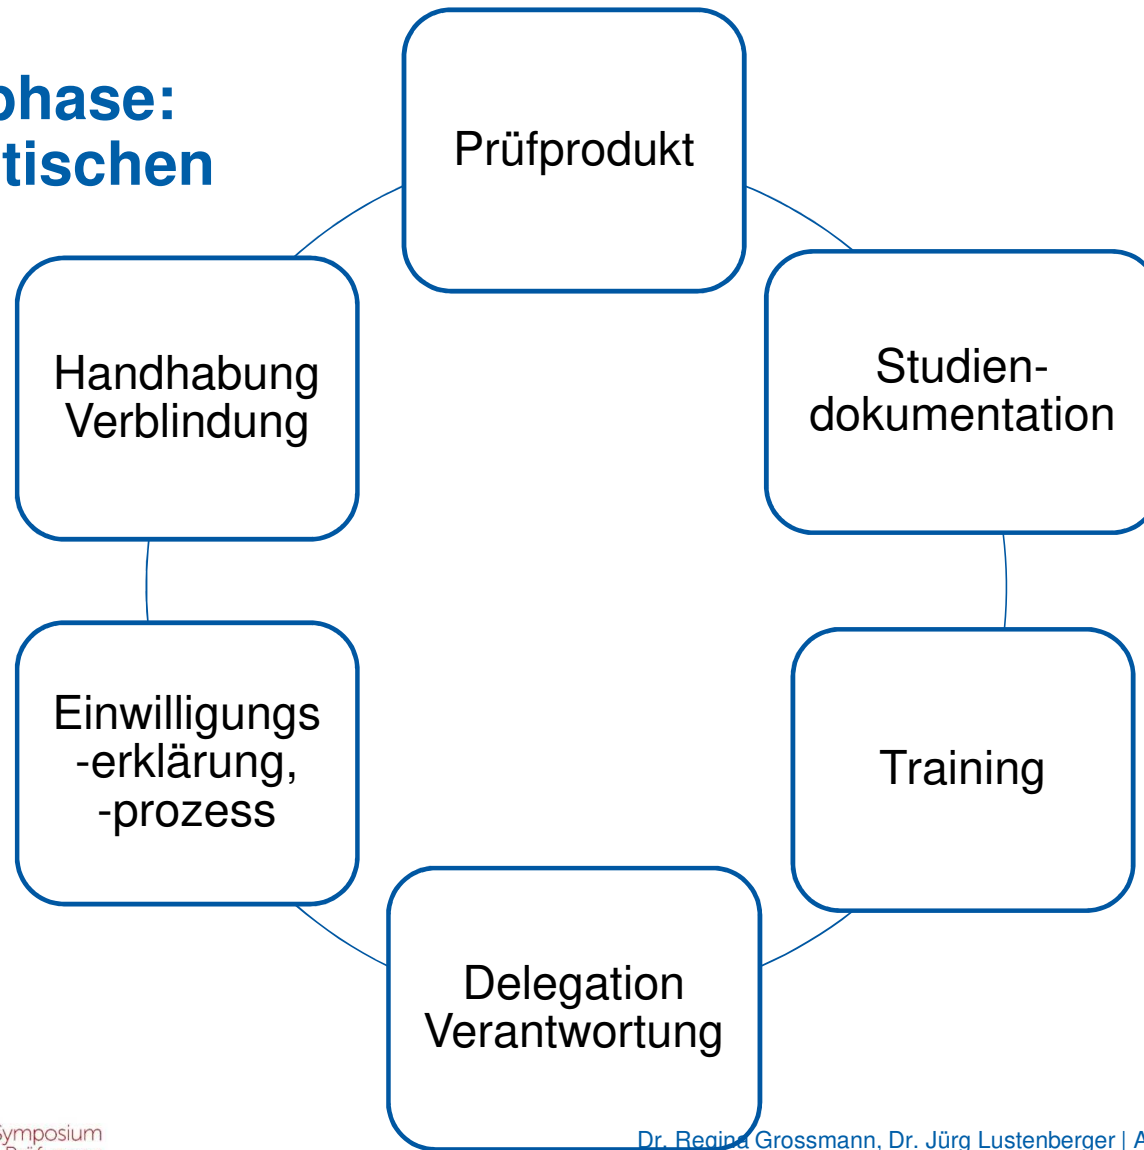 phase:
tischen
Prüfprodukt
Handhabung
Verblindung
Studien-
dokumentation
Einwilligungs
-erklärung,
-prozess
Training
Delegation
Verantwortung
Symposium
Dr. Regina Grossmann, Dr. Jürg Lustenberger | A